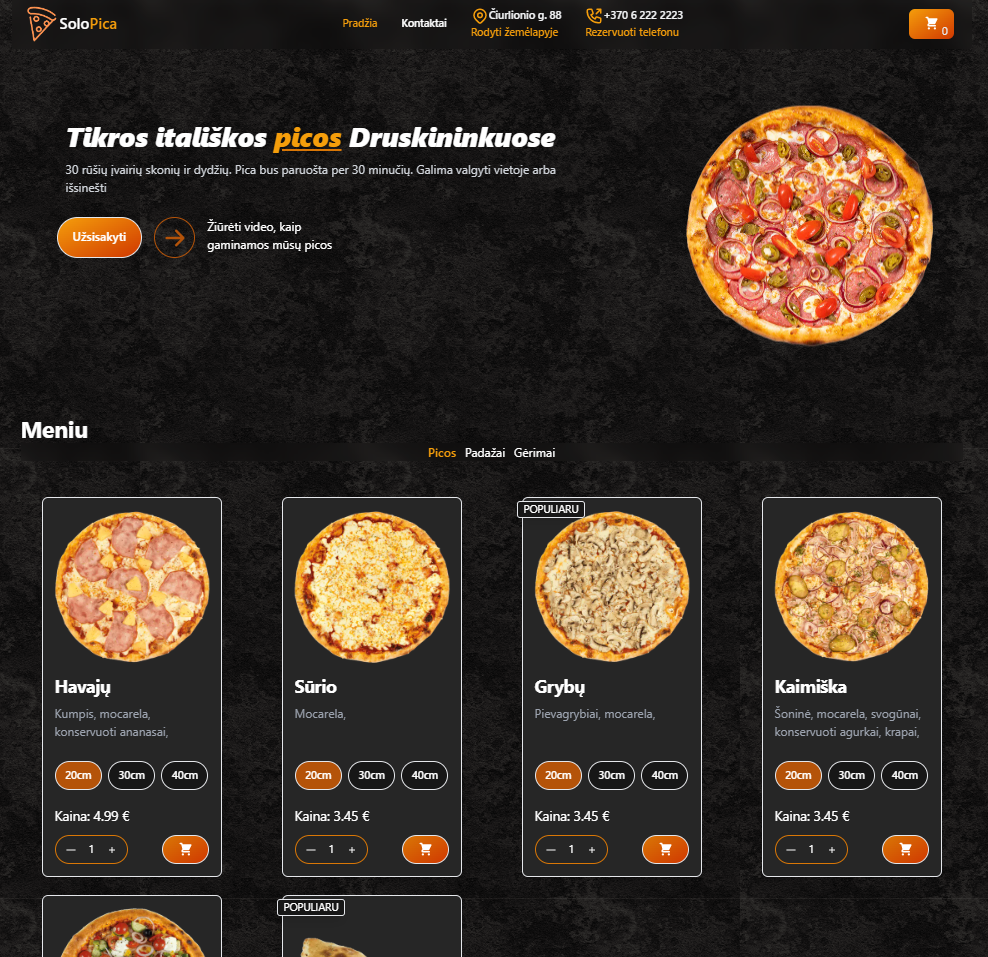 SoloPica
Pradžia
Kontaktai
Čiurlionio g. 88
Rodyti žemėlapyje
+370 6 222 2223
Rezervuoti telefonu
0
Tikros itališkos picos Druskininkuose
30 rūšių įvairių skonių ir dydžių. Pica bus paruošta per 30 minučių. Galima valgyti vietoje arba
išsinešti
Užsisakyti
Žiūrėti video, kaip
gaminamos mūsų picos
Meniu
Picos Padažai Gėrimai
Havajų
Kumpis, mocarela,
konservuoti ananasai,
20cm 30cm 40cm
Kaina: 4.99 €
— 1 +
Sūrio
Mocarela,
20cm 30cm 40cm
Kaina: 3.45 €
— 1 +
POPULIARU
Grybų
Pievagrybiai, mocarela,
20cm 30cm 40cm
Kaina: 3.45 €
— 1 +
Kaimiška
Šoninė, mocarela, svogūnai,
konservuoti agurkai, krapai,
20cm 30cm 40cm
Kaina: 3.45 €
— 1 +
POPULIARU